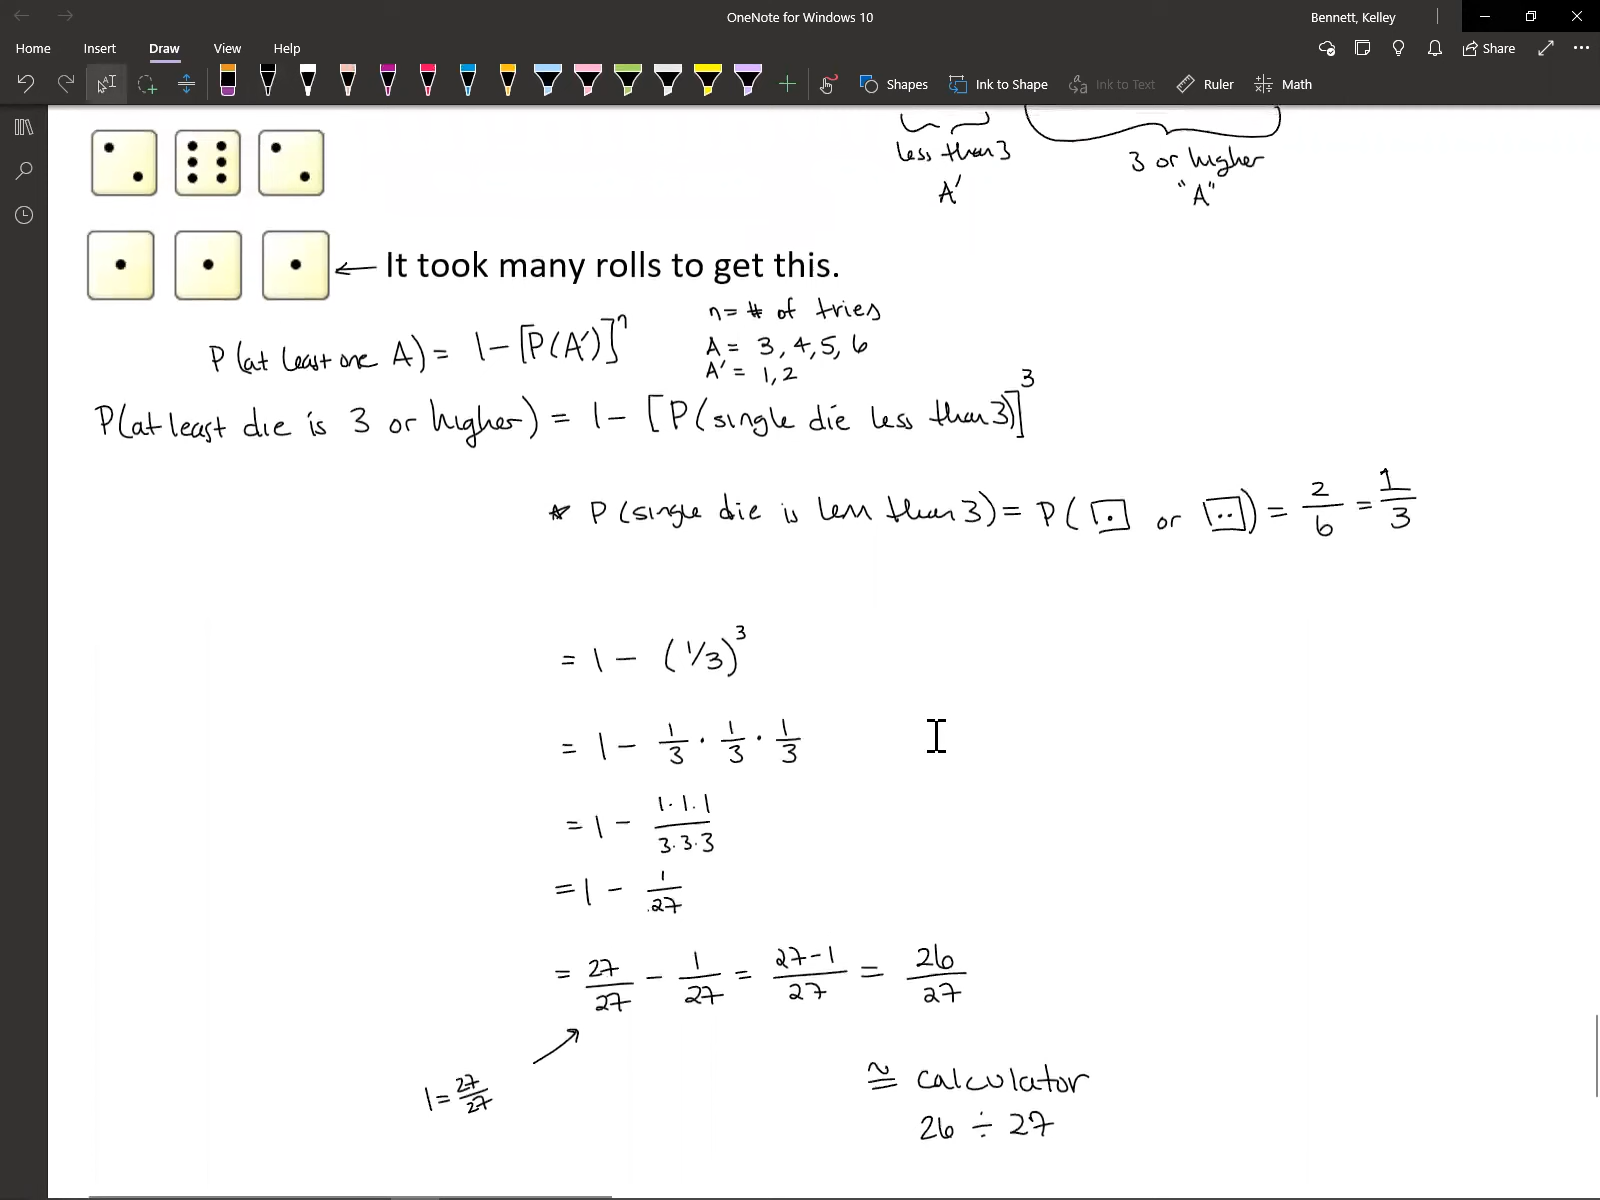 OneNote for Windows 10
Bennett, Kelley
Home Insert Draw View Help
Share
Shapes Ink to Shape Ink to Text Ruler Math
less than 3
A'
3 or higher
"A"
← It took many rolls to get this.
P(at least one A) = 1 - [P(A')]ⁿ
n = # of tries
A = 3, 4, 5, 6
A' = 1, 2
P(at least die is 3 or higher) = 1 - [P(single die less than 3)]³
* P(single die is less than 3) = P([.] or [..]) = 2/6 = 1/3
= 1 - (1/3)³
= 1 - 1/3 · 1/3 · 1/3
= 1 - 1·1·1/3·3·3
= 1 - 1/27
= 27/27 - 1/27 = 27-1/27 = 26/27
1 = 27/27
≅ calculator
26 ÷ 27